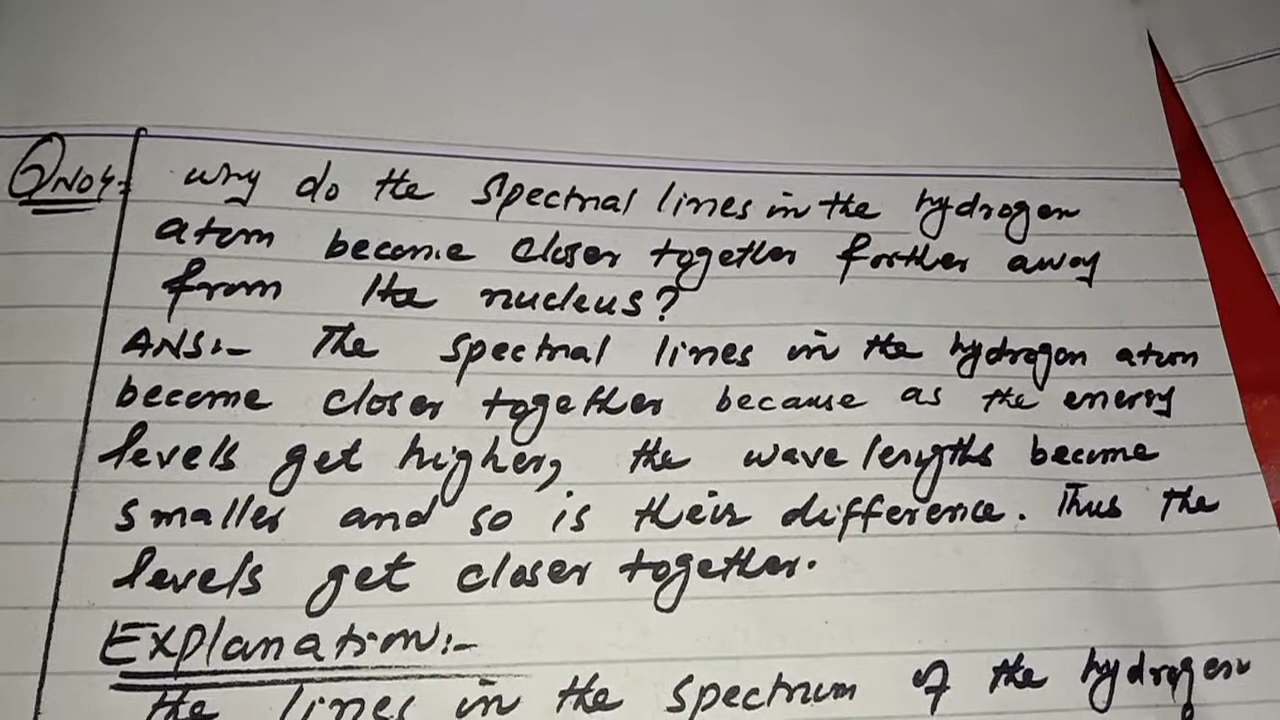 QNO4:- why do the spectral lines in the hydrogen
atom become closer together further away
from the nucleus?
ANS:- The spectral lines in the hydrogen atom
become closer together because as the energy
levels get higher, the wave lengths become
smaller and so is their difference. Thus the
levels get closer together.
Explanation:-
the lines in the spectrum of the hydrogen